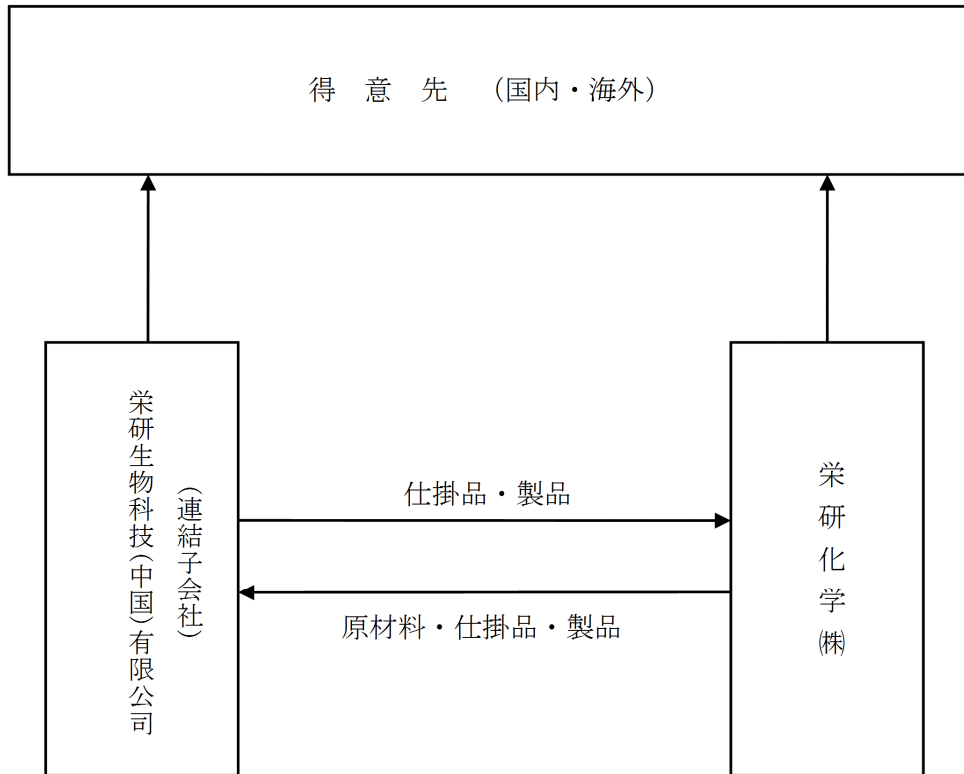 得 意 先 （国内・海外）
栄研生物科技(中国)有限公司
(連結子会社)
仕掛品・製品
原材料・仕掛品・製品
栄研化学㈱